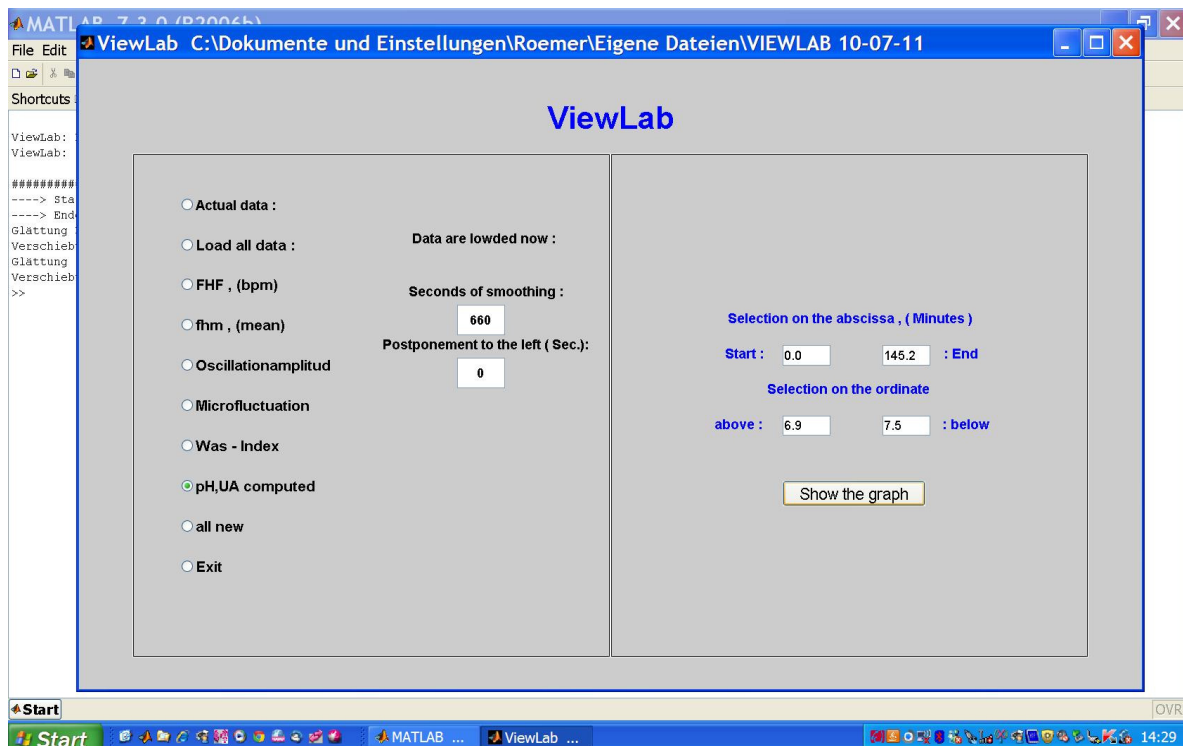 MATLAB 7.3.0 (R2006b)
ViewLab C:\Dokumente und Einstellungen\Roemer\Eigene Dateien\VIEWLAB 10-07-11
File Edit
Shortcuts
ViewLab
ViewLab:
ViewLab:
#########
----> Sta
----> End
Glättung
Verschieb
Glättung
Verschieb
>>
Actual data :
Load all data :
FHF , (bpm)
fhm , (mean)
Oscillationamplitud
Microfluctuation
Was - Index
pH,UA computed
all new
Exit
Data are lowded now :
Seconds of smoothing :
660
Postponement to the left ( Sec.):
0
Selection on the abscissa , ( Minutes )
Start : 0.0 145.2 : End
Selection on the ordinate
above : 6.9 7.5 : below
Show the graph
Start
OVR
Start MATLAB ... ViewLab ... 14:29